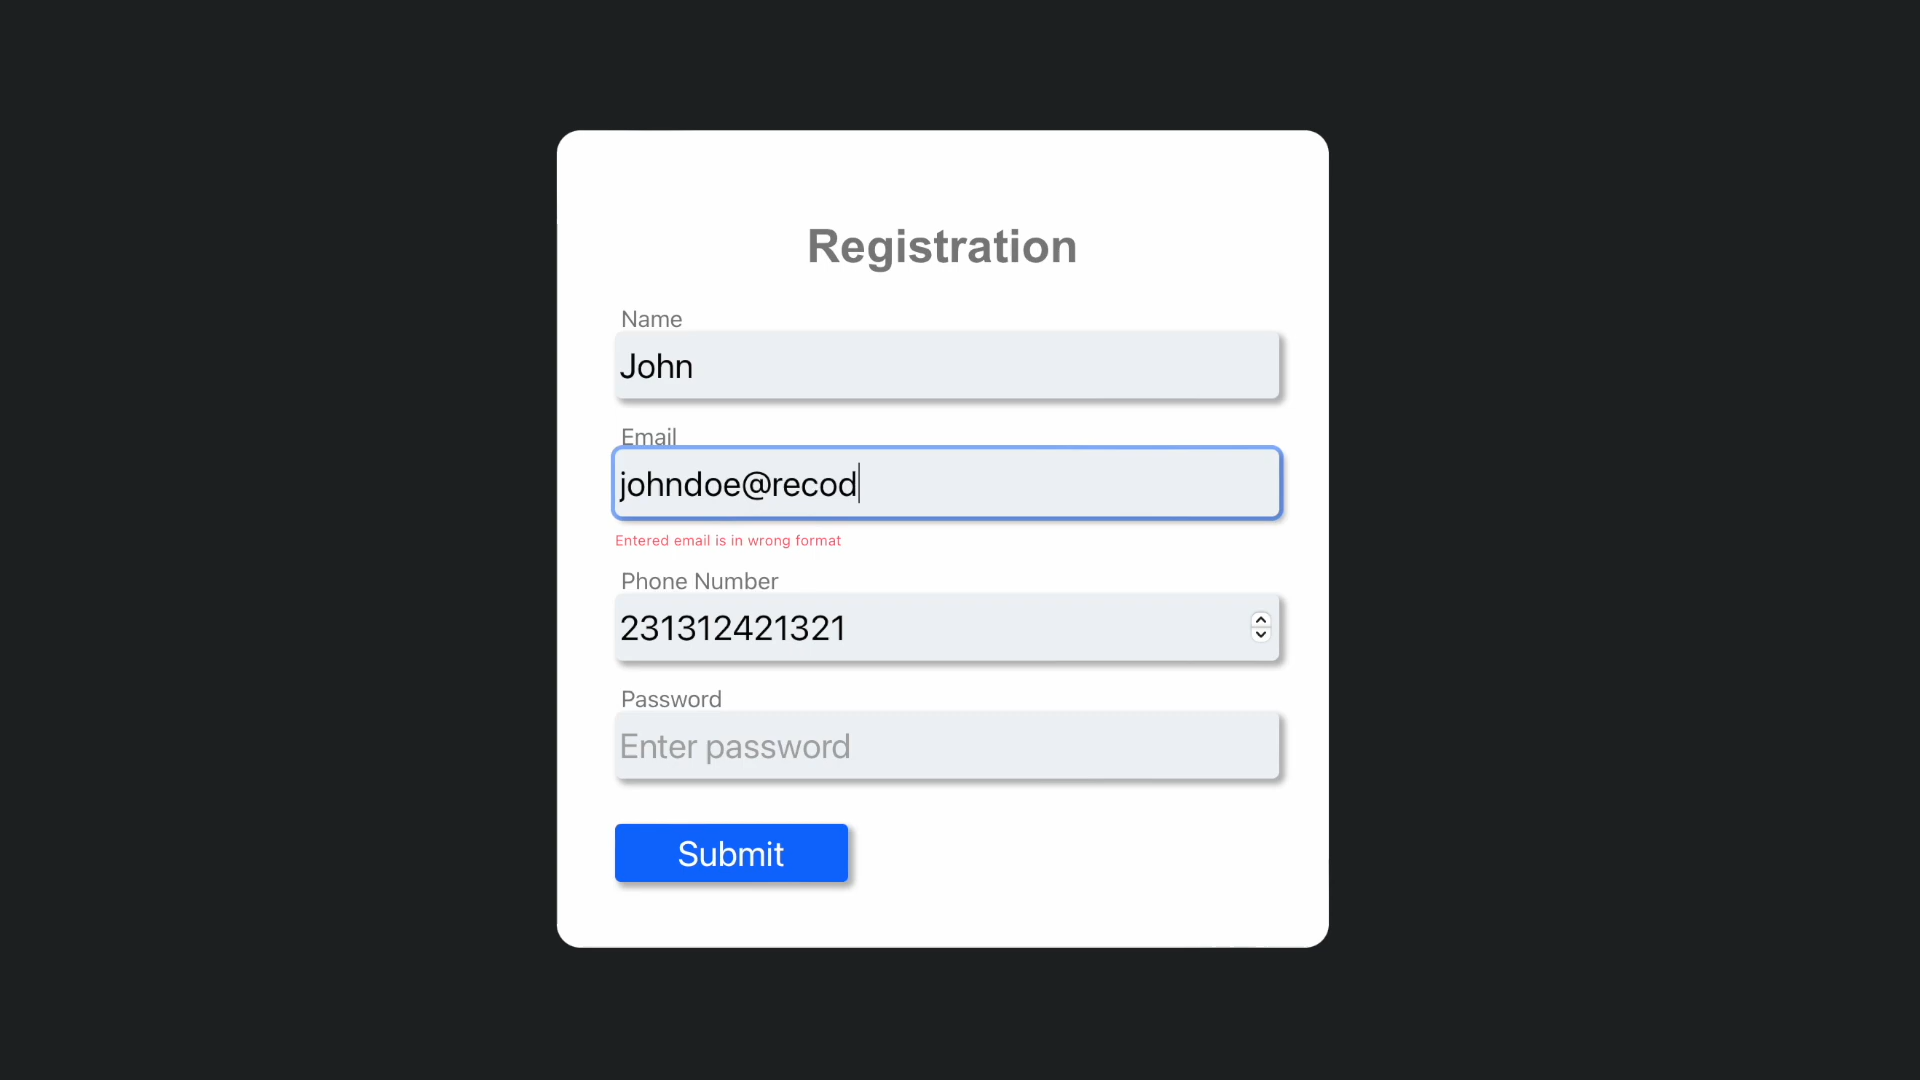 Registration
Name
John
Email
johndoe@recod
Entered email is in wrong format
Phone Number
231312421321
Password
Enter password
Submit